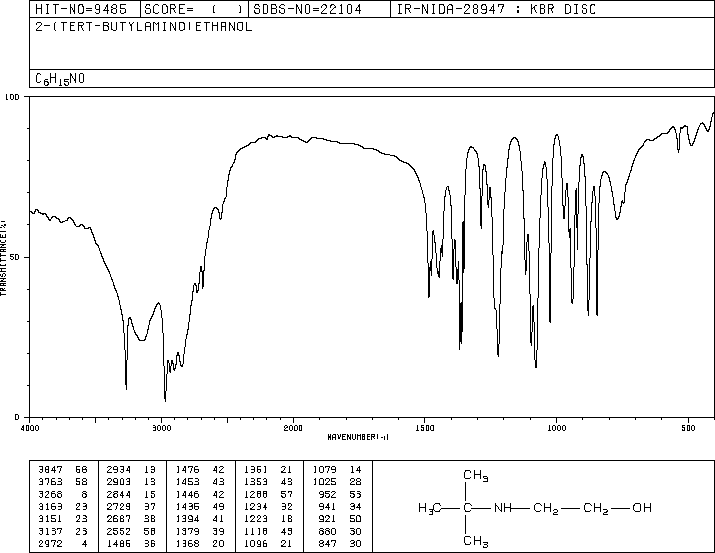 HIT-NO=9485 SCORE= ( ) SDBS-NO=22104 IR-NIDA-28947 : KBR DISC
2-(TERT-BUTYLAMINO)ETHANOL
C6H15NO
100
50
0
TRANSMITTANCE(%)
4000 3000 2000 1500 1000 500
WAVENUMBER(-1)
3847 66 2934 13 1476 42 1361 21 1079 14
3763 58 2903 13 1453 43 1353 43 1025 28
3268 8 2844 15 1446 42 1288 57 952 55
3163 23 2729 37 1435 49 1234 32 941 34
3151 23 2687 38 1394 41 1223 18 921 50
3137 23 2552 58 1379 39 1118 43 880 30
2972 4 1486 36 1368 20 1096 21 847 30
CH3
H3C C NH CH2 CH2 OH
CH3